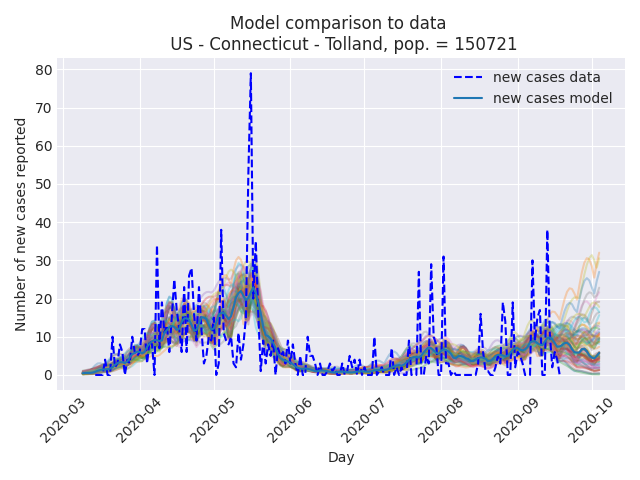 Model comparison to data
US - Connecticut - Tolland, pop. = 150721
new cases data
new cases model
Number of new cases reported
80
70
60
50
40
30
20
10
0
2020-03
2020-04
2020-05
2020-06
2020-07
2020-08
2020-09
2020-10
Day